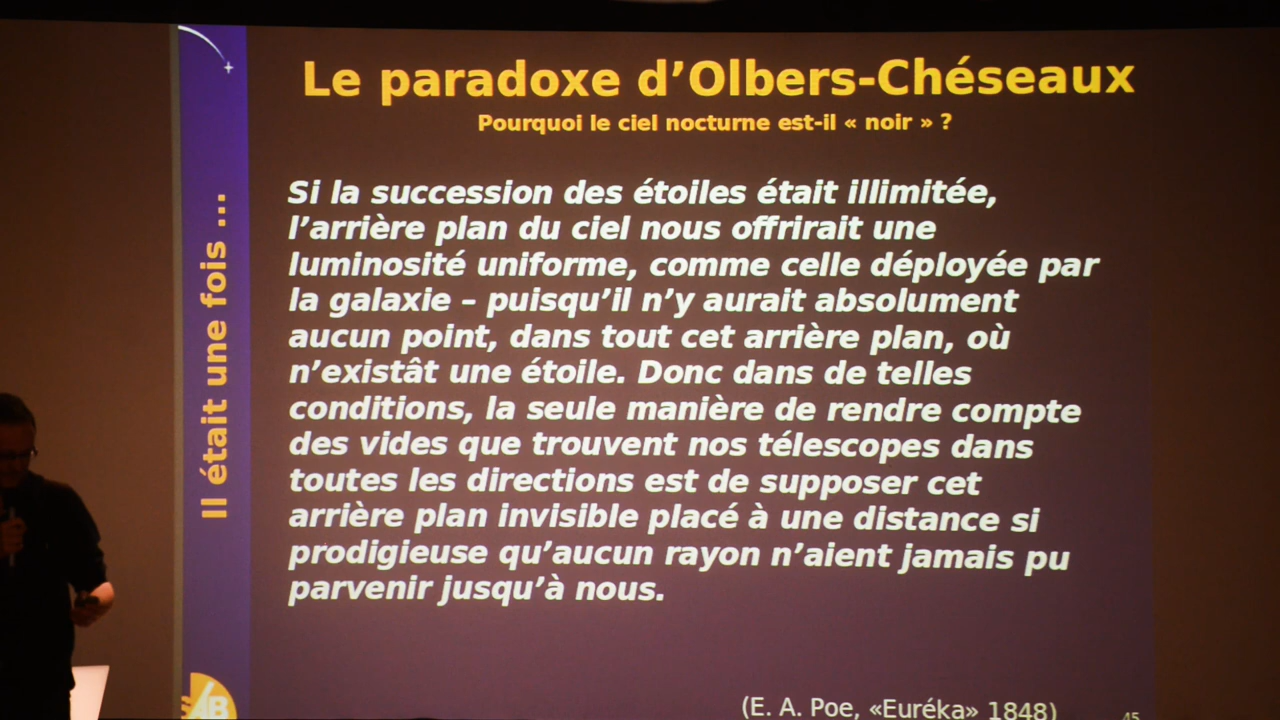 Le paradoxe d’Olbers-Chéseaux
Pourquoi le ciel nocturne est-il « noir » ?
Il était une fois ...
Si la succession des étoiles était illimitée,
l’arrière plan du ciel nous offrirait une
luminosité uniforme, comme celle déployée par
la galaxie – puisqu’il n’y aurait absolument
aucun point, dans tout cet arrière plan, où
n’existât une étoile. Donc dans de telles
conditions, la seule manière de rendre compte
des vides que trouvent nos télescopes dans
toutes les directions est de supposer cet
arrière plan invisible placé à une distance si
prodigieuse qu’aucun rayon n’aient jamais pu
parvenir jusqu’à nous.
(E. A. Poe, «Euréka» 1848)
45